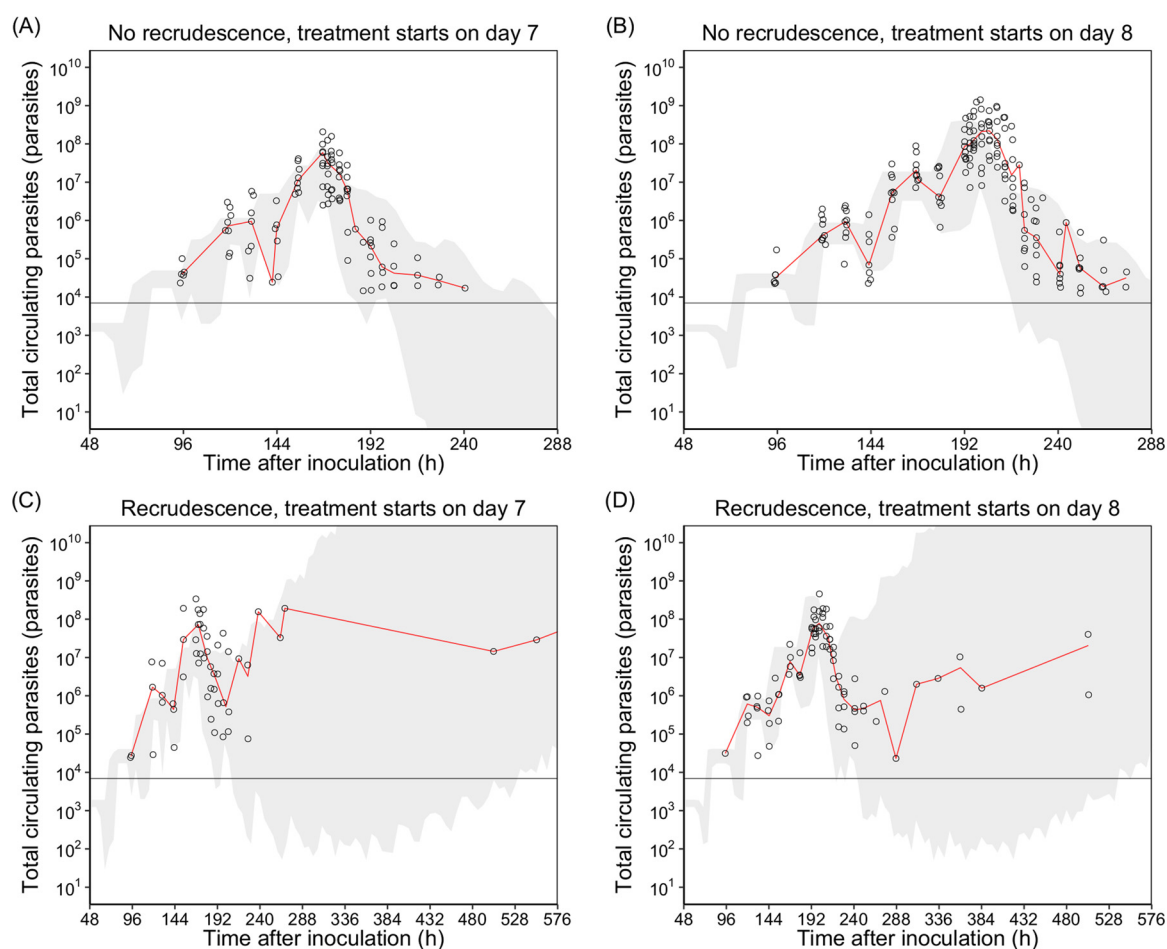 (A)
No recrudescence, treatment starts on day 7
Total circulating parasites (parasites)
10¹⁰
10⁹
10⁸
10⁷
10⁶
10⁵
10⁴
10³
10²
10¹
48 96 144 192 240 288
Time after inoculation (h)
(B)
No recrudescence, treatment starts on day 8
Total circulating parasites (parasites)
10¹⁰
10⁹
10⁸
10⁷
10⁶
10⁵
10⁴
10³
10²
10¹
48 96 144 192 240 288
Time after inoculation (h)
(C)
Recrudescence, treatment starts on day 7
Total circulating parasites (parasites)
10¹⁰
10⁹
10⁸
10⁷
10⁶
10⁵
10⁴
10³
10²
10¹
48 96 144 192 240 288 336 384 432 480 528 576
Time after inoculation (h)
(D)
Recrudescence, treatment starts on day 8
Total circulating parasites (parasites)
10¹⁰
10⁹
10⁸
10⁷
10⁶
10⁵
10⁴
10³
10²
10¹
48 96 144 192 240 288 336 384 432 480 528 576
Time after inoculation (h)